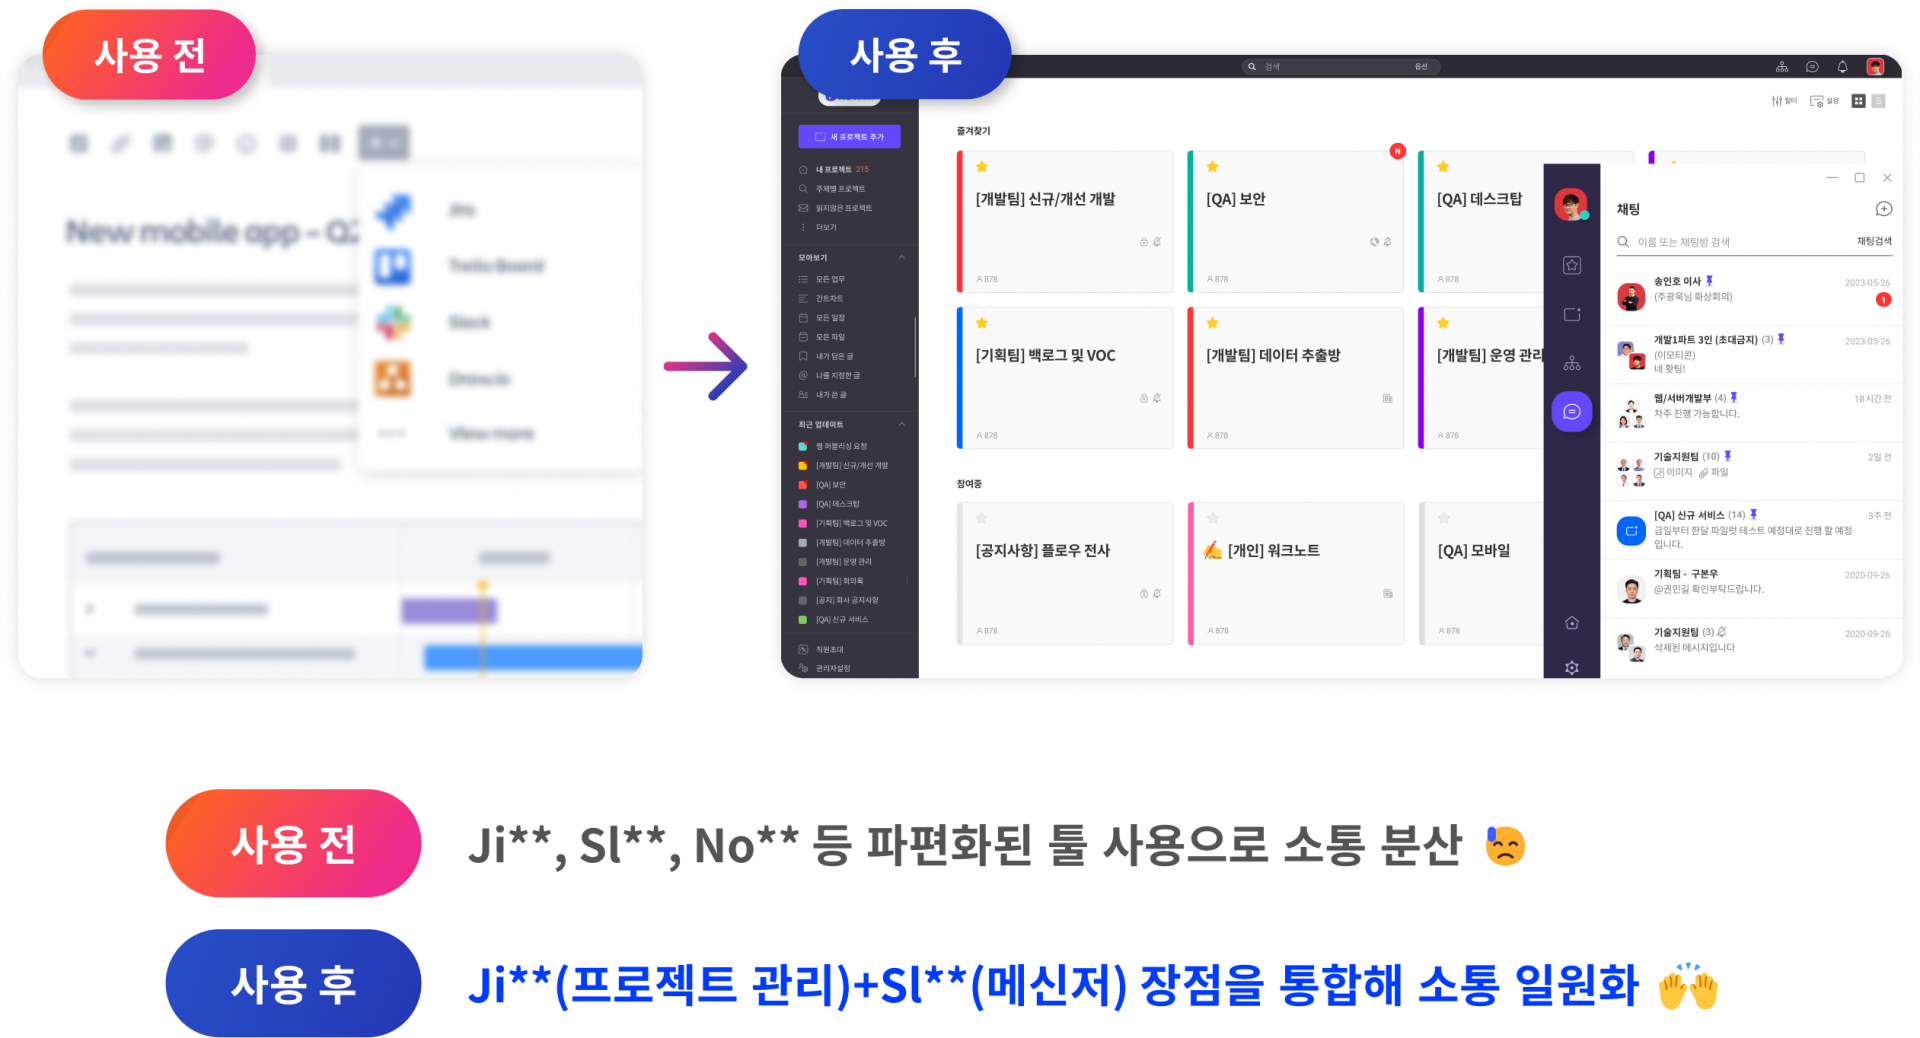 사용 전
New mobile app – Q2
Jira
Trello Board
Slack
Draw.io
View more
사용 후
검색
옵션
필터
설정
새 프로젝트 추가
내 프로젝트 215
주제별 프로젝트
읽지않은 프로젝트
더보기
모아보기
모든 업무
간트차트
모든 일정
모든 파일
내가 담은 글
나를 지정한 글
내가 쓴 글
최근 업데이트
웹 퍼블리싱 요청
[개발팀] 신규/개선 개발
[QA] 보안
[QA] 데스크탑
[기획팀] 백로그 및 VOC
[개발팀] 데이터 추출방
[개발팀] 운영 관리
[기획팀] 회의록
[공지] 회사 공지사항
[QA] 신규 서비스
직원초대
관리자설정
즐겨찾기
[개발팀] 신규/개선 개발
878
N
[QA] 보안
878
[QA] 데스크탑
878
[기획팀] 백로그 및 VOC
878
[개발팀] 데이터 추출방
878
[개발팀] 운영 관리
878
참여중
[공지사항] 플로우 전사
878
✍️ [개인] 워크노트
878
[QA] 모바일
878
채팅
이름 또는 채팅방 검색
채팅검색
송인호 이사
2023-05-26
(주광욱님 화상회의)
1
개발1파트 3인 (초대금지) (3)
2023-05-26
(이모티콘)
네 홧팅!
웹/서버개발부 (4)
18시간 전
차주 진행 가능합니다.
기술지원팀 (10)
2일 전
이미지 파일
[QA] 신규 서비스 (14)
3주 전
금일부터 한달 파일럿 테스트 예정대로 진행 할 예정
입니다.
기획팀 - 구본우
2020-09-26
@권민길 확인부탁드립니다.
기술지원팀 (3)
2020-09-26
삭제된 메시지입니다
사용 전
Ji**, Sl**, No** 등 파편화된 툴 사용으로 소통 분산 😓
사용 후
Ji**(프로젝트 관리)+Sl**(메신저) 장점을 통합해 소통 일원화 🙌